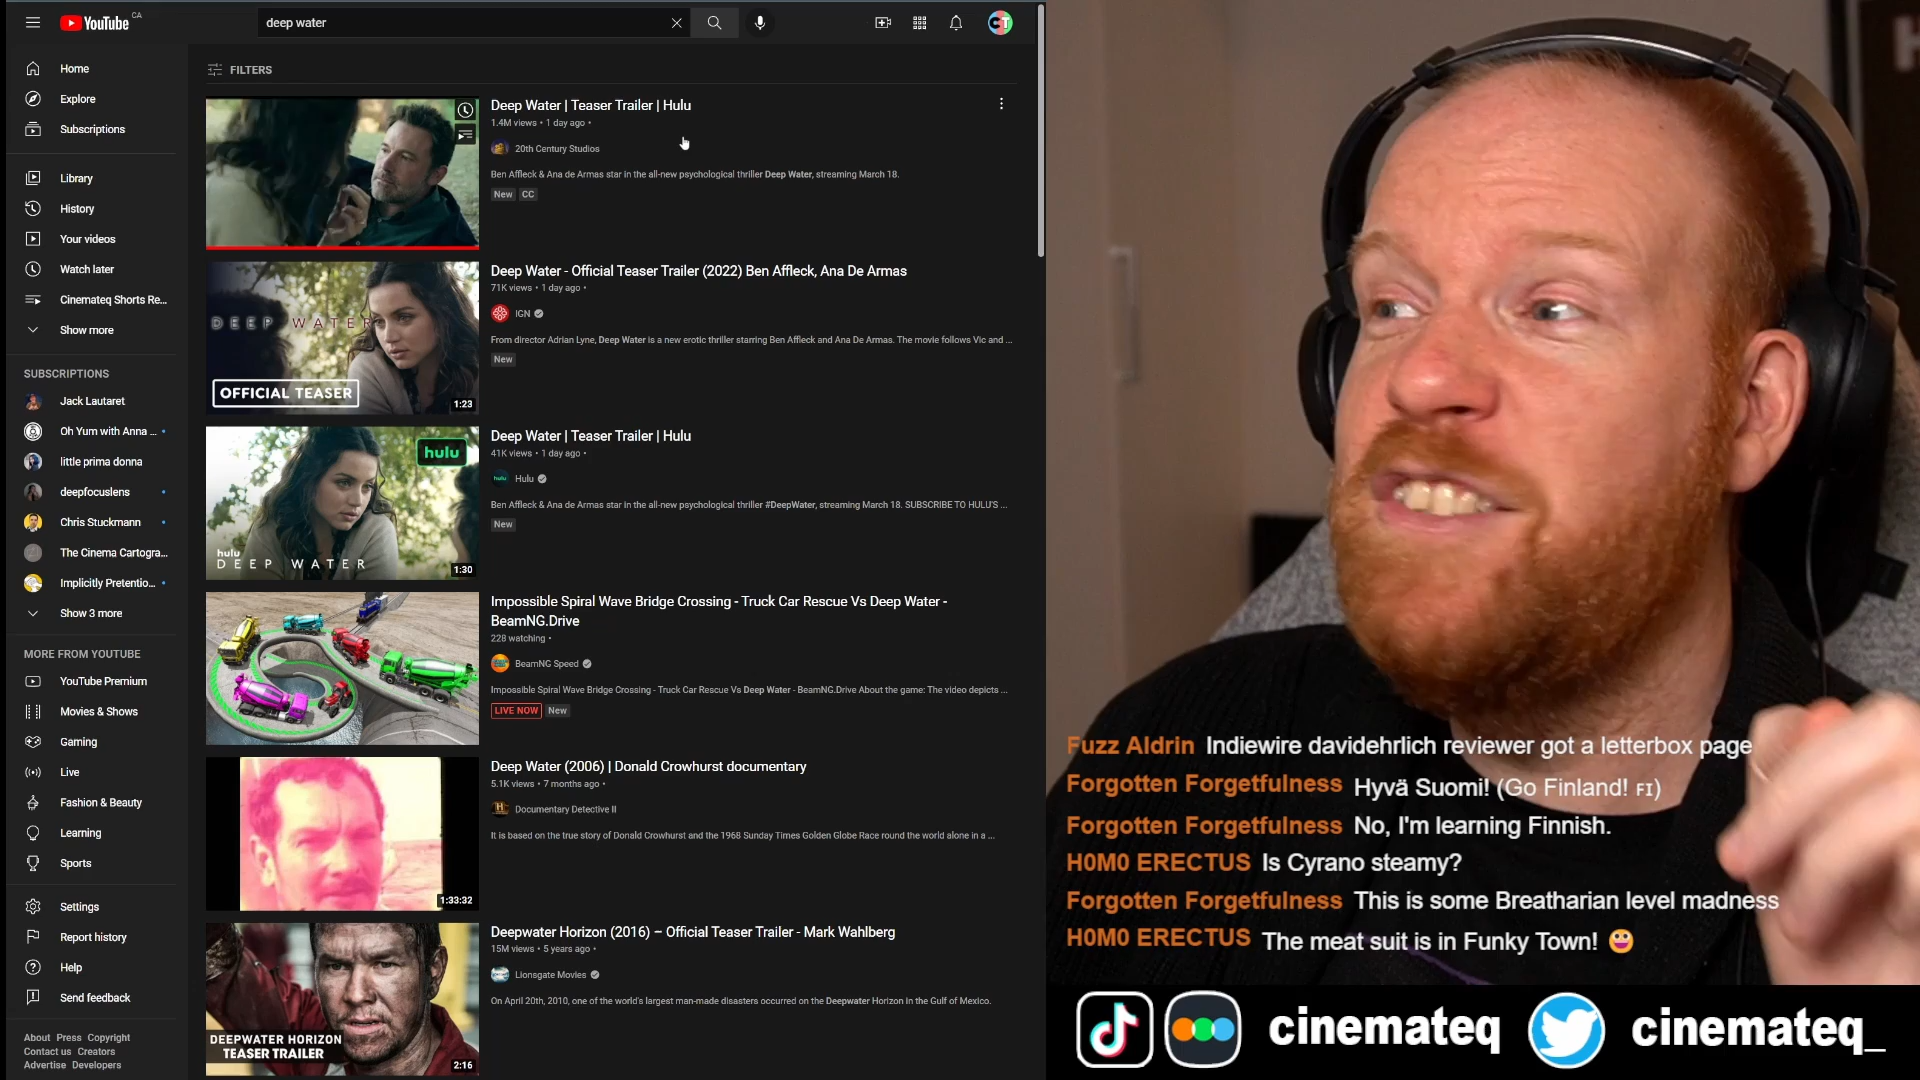 YouTube CA
deep water
Home
Explore
Subscriptions
Library
History
Your videos
Watch later
Cinemateq Shorts Re...
Show more
SUBSCRIPTIONS
Jack Lautaret
Oh Yum with Anna ...
little prima donna
deepfocuslens
Chris Stuckmann
The Cinema Cartogra...
Implicitly Pretentio...
Show 3 more
MORE FROM YOUTUBE
YouTube Premium
Movies & Shows
Gaming
Live
Fashion & Beauty
Learning
Sports
Settings
Report history
Help
Send feedback
About Press Copyright
Contact us Creators
Advertise Developers
FILTERS
Deep Water | Teaser Trailer | Hulu
1.4M views • 1 day ago •
20th Century Studios
Ben Affleck & Ana de Armas star in the all-new psychological thriller Deep Water, streaming March 18.
New CC
DEEP WATER
OFFICIAL TEASER
1:23
Deep Water - Official Teaser Trailer (2022) Ben Affleck, Ana De Armas
71K views • 1 day ago •
IGN
From director Adrian Lyne, Deep Water is a new erotic thriller starring Ben Affleck and Ana De Armas. The movie follows Vic and ...
New
hulu
hulu
DEEP WATER
1:30
Deep Water | Teaser Trailer | Hulu
41K views • 1 day ago •
hulu Hulu
Ben Affleck & Ana de Armas star in the all-new psychological thriller #DeepWater, streaming March 18. SUBSCRIBE TO HULU'S ...
New
Impossible Spiral Wave Bridge Crossing - Truck Car Rescue Vs Deep Water -
BeamNG.Drive
228 watching •
BeamNG Speed
Impossible Spiral Wave Bridge Crossing - Truck Car Rescue Vs Deep Water - BeamNG.Drive About the game: The video depicts ...
LIVE NOW New
1:33:32
Deep Water (2006) | Donald Crowhurst documentary
5.1K views • 7 months ago •
Documentary Detective II
It is based on the true story of Donald Crowhurst and the 1968 Sunday Times Golden Globe Race round the world alone in a ...
DEEPWATER HORIZON
TEASER TRAILER
2:16
Deepwater Horizon (2016) – Official Teaser Trailer - Mark Wahlberg
15M views • 5 years ago •
Lionsgate Movies
On April 20th, 2010, one of the world's largest man-made disasters occurred on the Deepwater Horizon in the Gulf of Mexico.
Fuzz Aldrin Indiewire davidehrlich reviewer got a letterbox page
Forgotten Forgetfulness Hyvä Suomi! (Go Finland! FI)
Forgotten Forgetfulness No, I'm learning Finnish.
H0M0 ERECTUS Is Cyrano steamy?
Forgotten Forgetfulness This is some Breatharian level madness
H0M0 ERECTUS The meat suit is in Funky Town! 😀
cinemateq cinemateq_